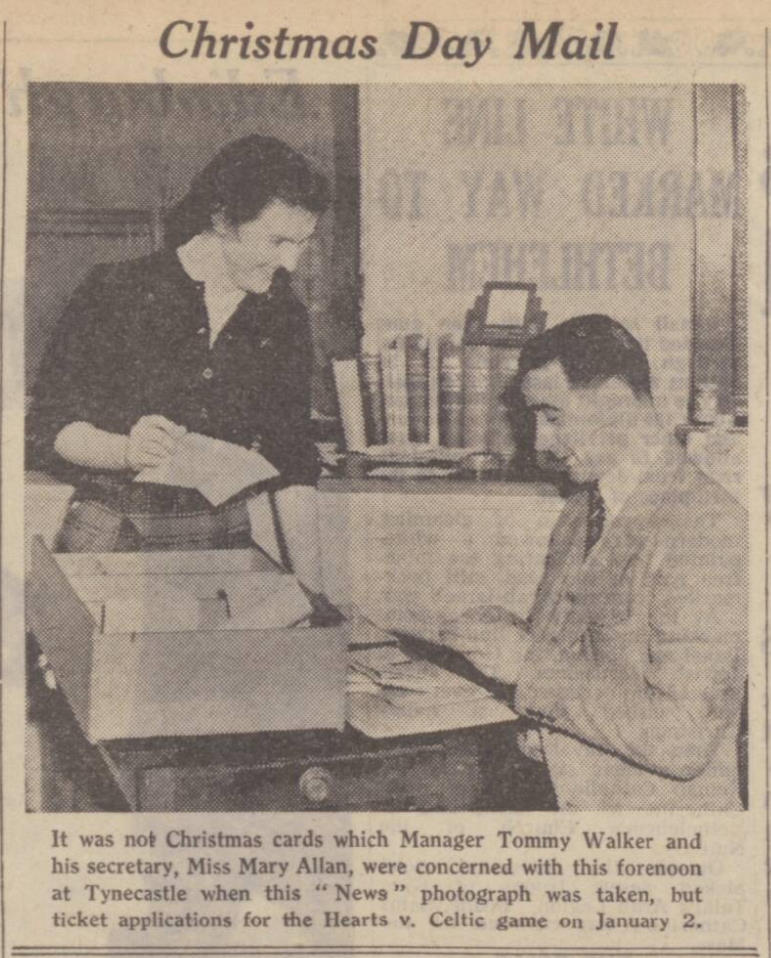 Christmas Day Mail
WHITE LINE
MARKED WAY TO
BETHLEHEM
It was not Christmas cards which Manager Tommy Walker and
his secretary, Miss Mary Allan, were concerned with this forenoon
at Tynecastle when this “ News ” photograph was taken, but
ticket applications for the Hearts v. Celtic game on January 2.